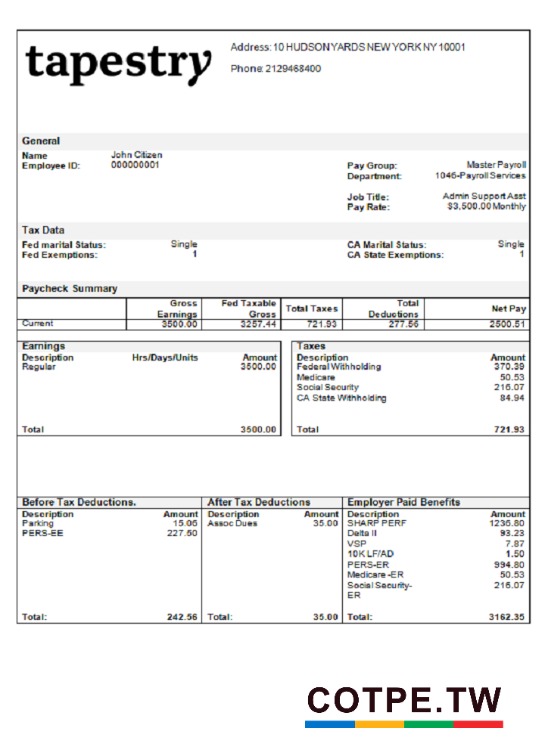 tapestry
Address: 10 HUDSON YARDS NEW YORK NY 10001
Phone: 2129468400
General
Name John Citizen
Employee ID: 000000001
Pay Group: Master Payroll
Department: 1046-Payroll Services
Job Title: Admin Support Asst
Pay Rate: $3,500.00 Monthly
Tax Data
Fed marital Status: Single CA Marital Status: Single
Fed Exemptions: 1 CA State Exemptions: 1
Paycheck Summary
Gross Earnings Fed Taxable Gross Total Taxes Total Deductions Net Pay
Current 3500.00 3257.44 721.93 277.56 2500.51
Earnings
Description Hrs/Days/Units Amount
Regular 3500.00
Total 3500.00
Taxes
Description Amount
Federal Withholding 370.39
Medicare 50.53
Social Security 216.07
CA State Withholding 84.94
Total 721.93
Before Tax Deductions.
Description Amount
Parking 15.06
PERS-EE 227.50
Total: 242.56
After Tax Deductions
Description Amount
Assoc Dues 35.00
Total: 35.00
Employer Paid Benefits
Description Amount
SHARP PERF 1236.80
Delta II 93.23
VSP 7.87
10K LF/AD 1.50
PERS-ER 994.80
Medicare -ER 50.53
Social Security- 216.07
ER
Total: 3162.35
COTPE.TW